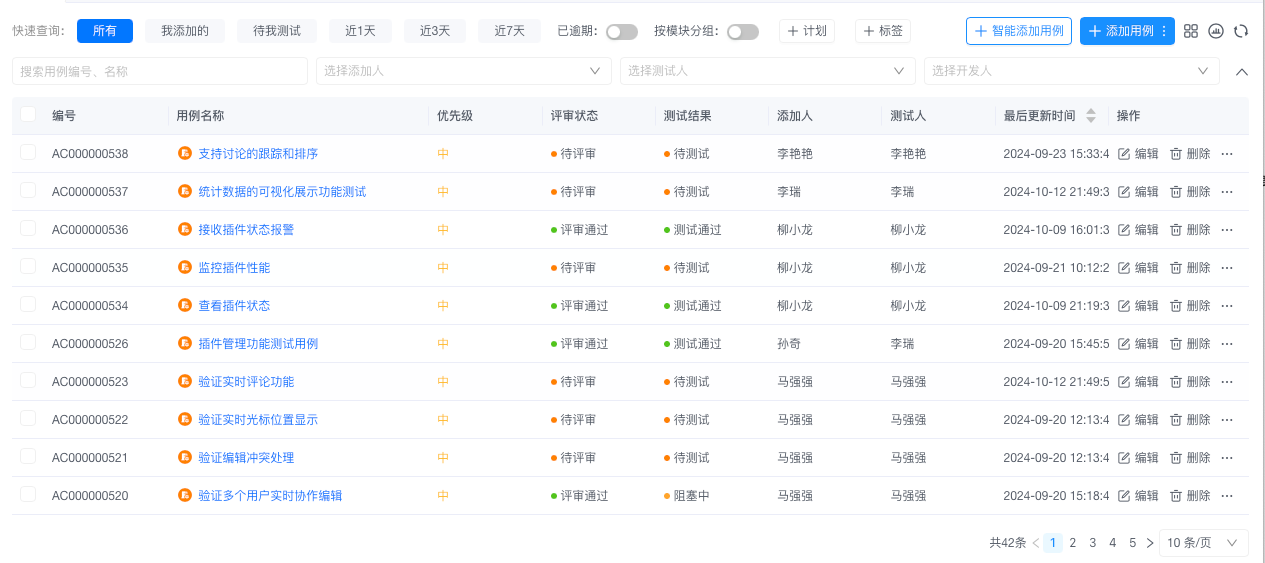 快速查询: 所有 我添加的 待我测试 近1天 近3天 近7天 已逾期: 按模块分组: 计划 标签 智能添加用例 添加用例
搜索用例编号、名称 选择添加人 选择测试人 选择开发人
编号 用例名称 优先级 评审状态 测试结果 添加人 测试人 最后更新时间 操作
AC000000538 支持讨论的跟踪和排序 中 待评审 待测试 李艳艳 李艳艳 2024-09-23 15:33:4 编辑 删除 ···
AC000000537 统计数据的可视化展示功能测试 中 待评审 待测试 李瑞 李瑞 2024-10-12 21:49:3 编辑 删除 ···
AC000000536 接收插件状态报警 中 评审通过 测试通过 柳小龙 柳小龙 2024-10-09 16:01:3 编辑 删除 ···
AC000000535 监控插件性能 中 待评审 待测试 柳小龙 柳小龙 2024-09-21 10:12:2 编辑 删除 ···
AC000000534 查看插件状态 中 评审通过 测试通过 柳小龙 柳小龙 2024-10-09 21:19:3 编辑 删除 ···
AC000000526 插件管理功能测试用例 中 评审通过 测试通过 孙奇 李瑞 2024-09-20 15:45:5 编辑 删除 ···
AC000000523 验证实时评论功能 中 待评审 待测试 马强强 马强强 2024-10-12 21:49:5 编辑 删除 ···
AC000000522 验证实时光标位置显示 中 待评审 待测试 马强强 马强强 2024-09-20 12:13:4 编辑 删除 ···
AC000000521 验证编辑冲突处理 中 待评审 待测试 马强强 马强强 2024-09-20 12:13:4 编辑 删除 ···
AC000000520 验证多个用户实时协作编辑 中 评审通过 阻塞中 马强强 马强强 2024-09-20 15:18:4 编辑 删除 ···
共42条 < 1 2 3 4 5 > 10 条/页